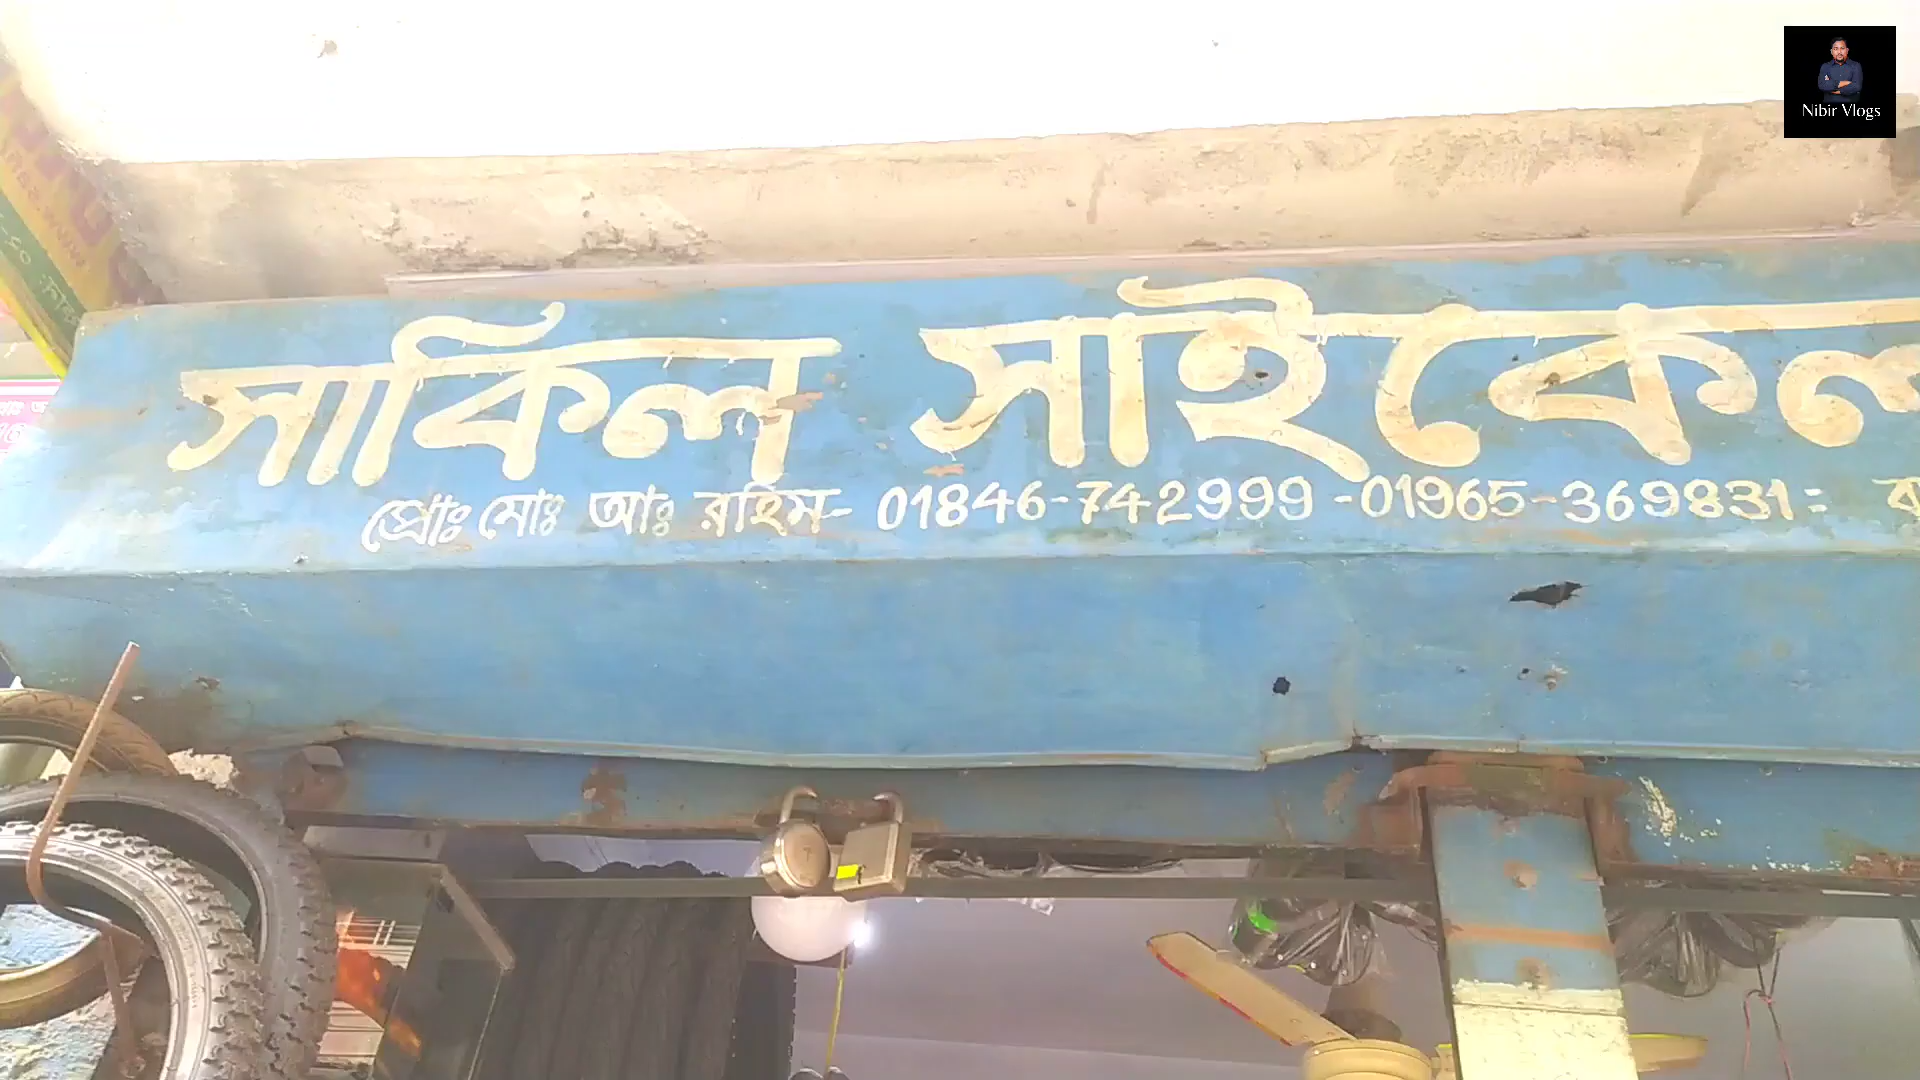 Nibir Vlogs
সাকিল সাইকেল
প্রোঃ মোঃ আঃ রহিম- 01846-742999 -01965-369831=